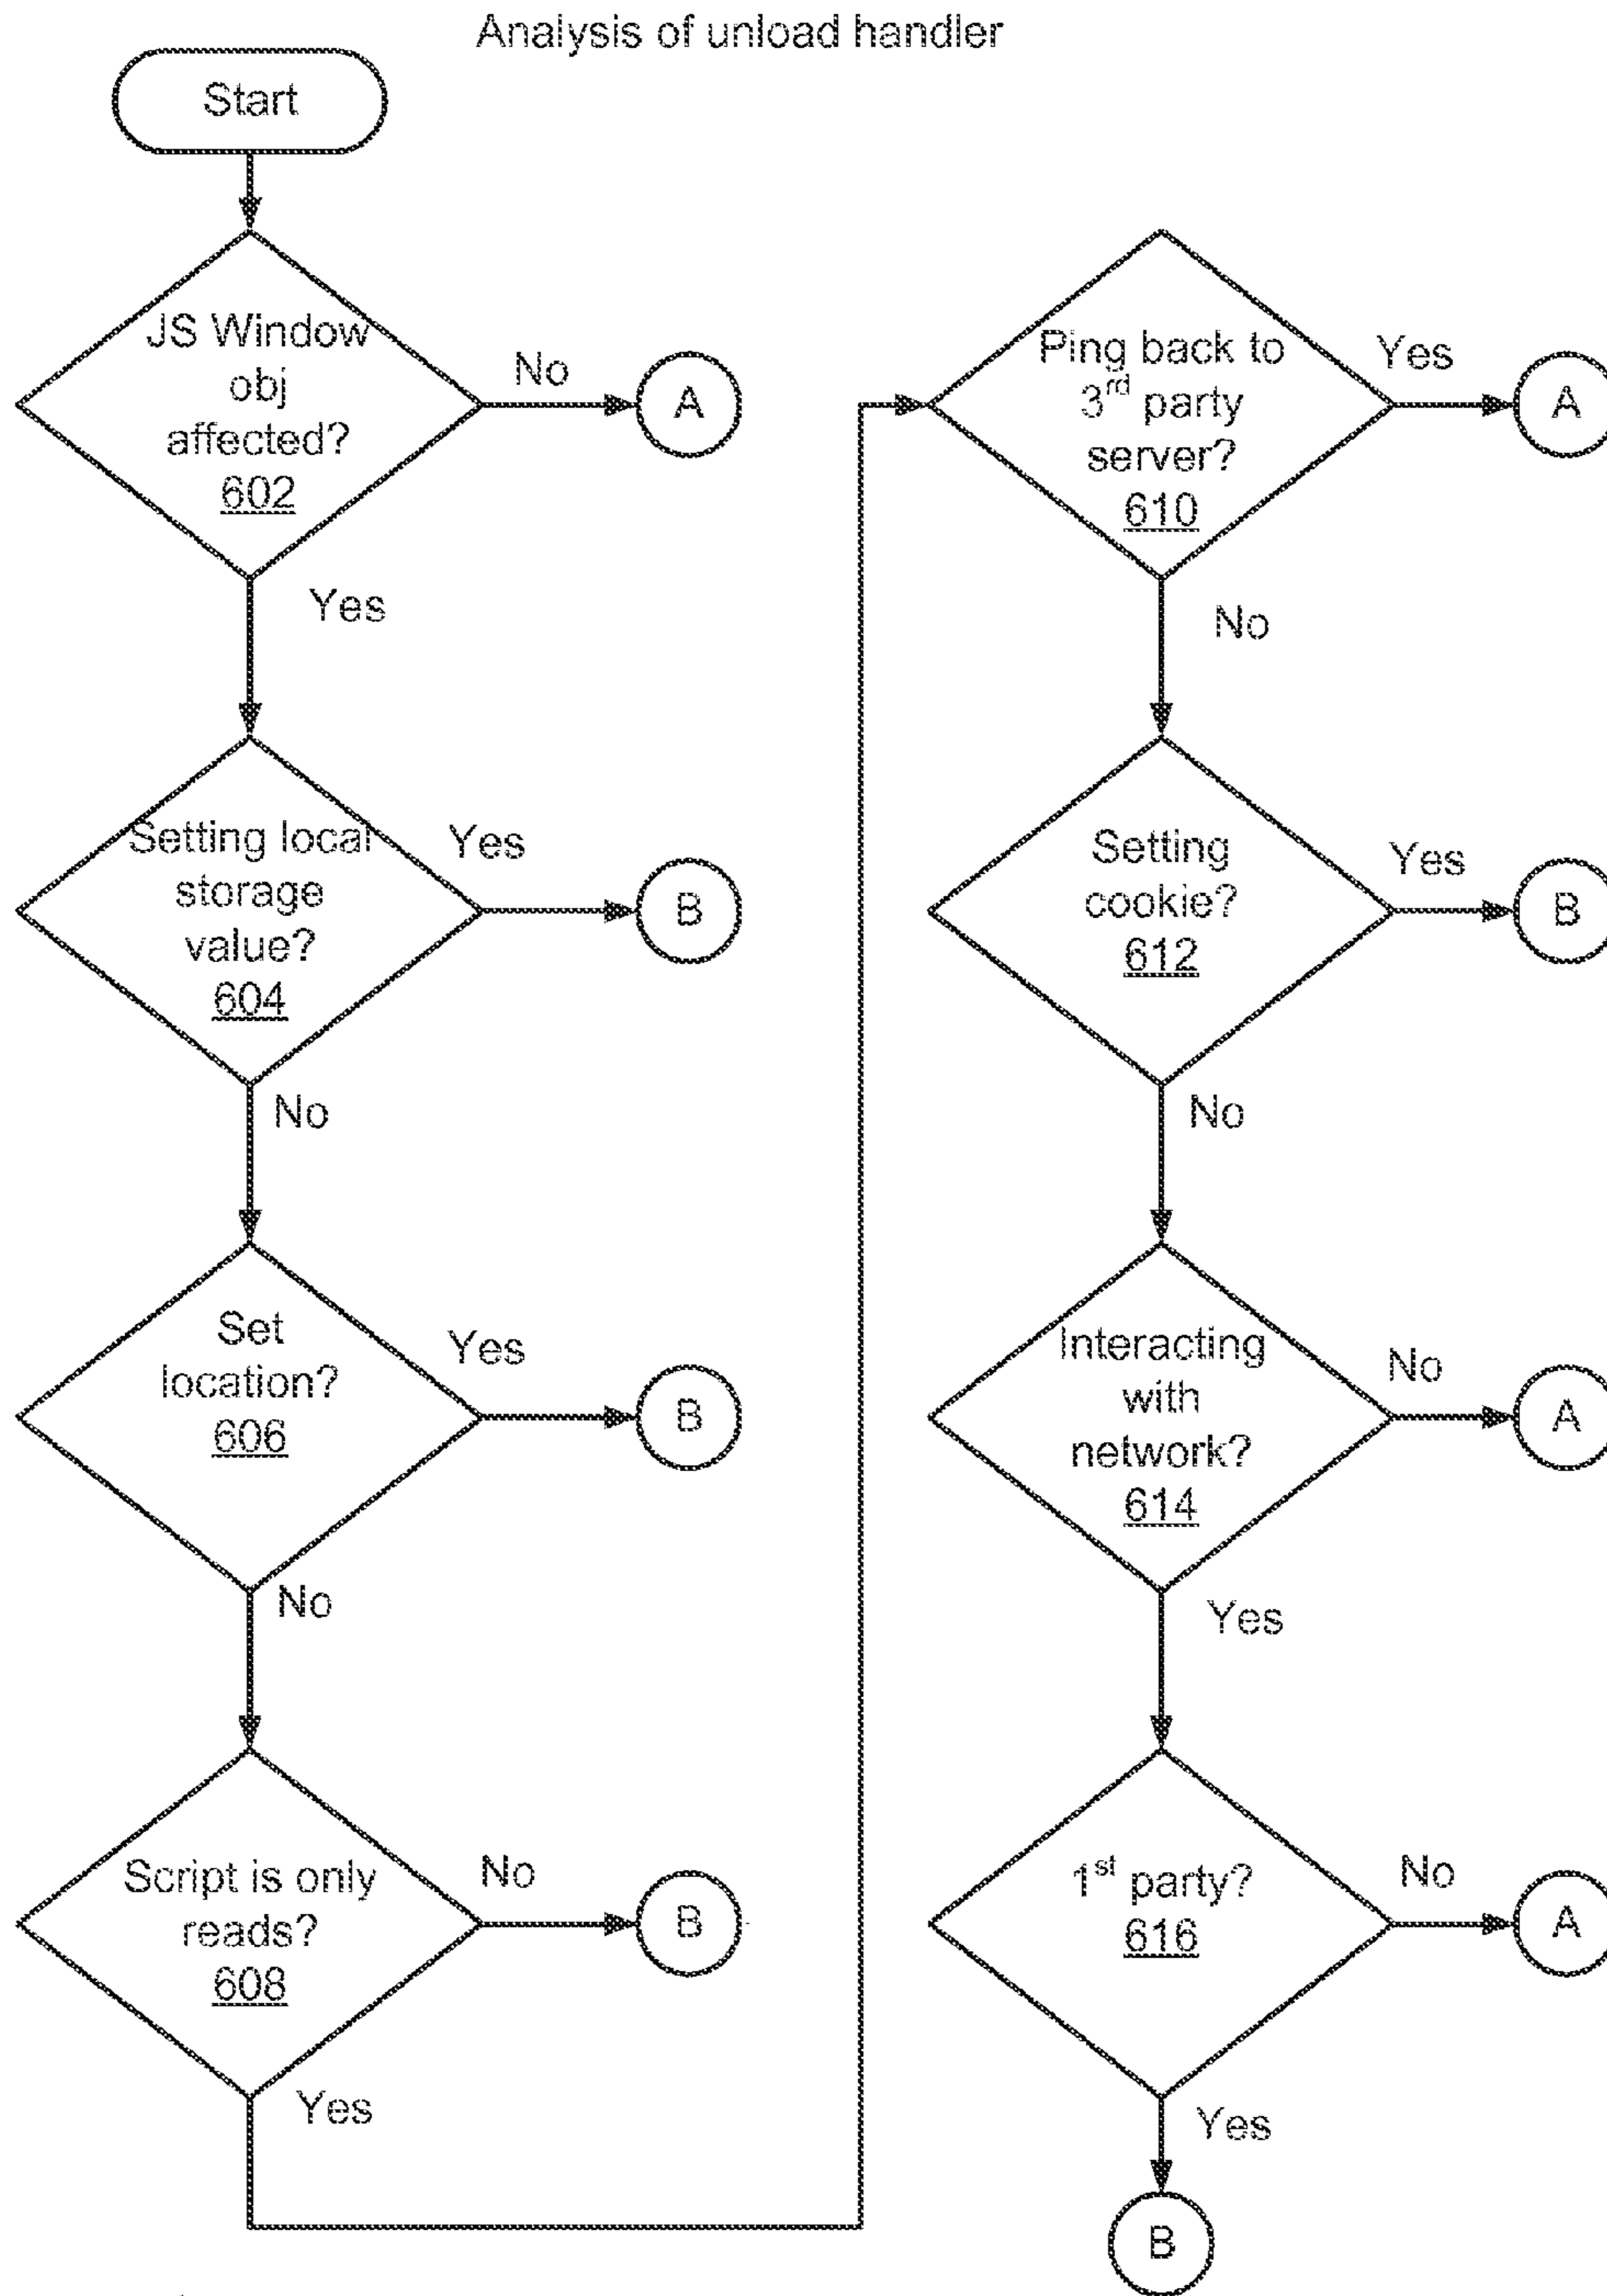 Analysis of unload handler
Start
JS Window
obj
affected?
602
No
A
Yes
Setting local
storage
value?
604
Yes
B
No
Set
location?
606
Yes
B
No
Script is only
reads?
608
No
B
Yes
Ping back to
3rd party
server?
610
Yes
A
No
Setting
cookie?
612
Yes
B
No
Interacting
with
network?
614
No
A
Yes
1st party?
616
No
A
Yes
B